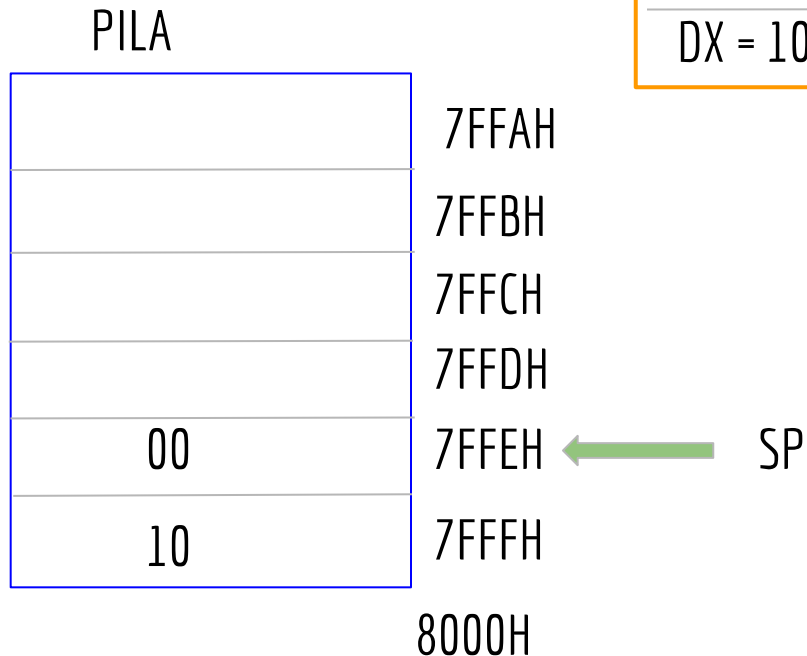 PILA
DX = 10
7FFAH
7FFBH
7FFCH
7FFDH
00 7FFEH SP
10 7FFFH
8000H